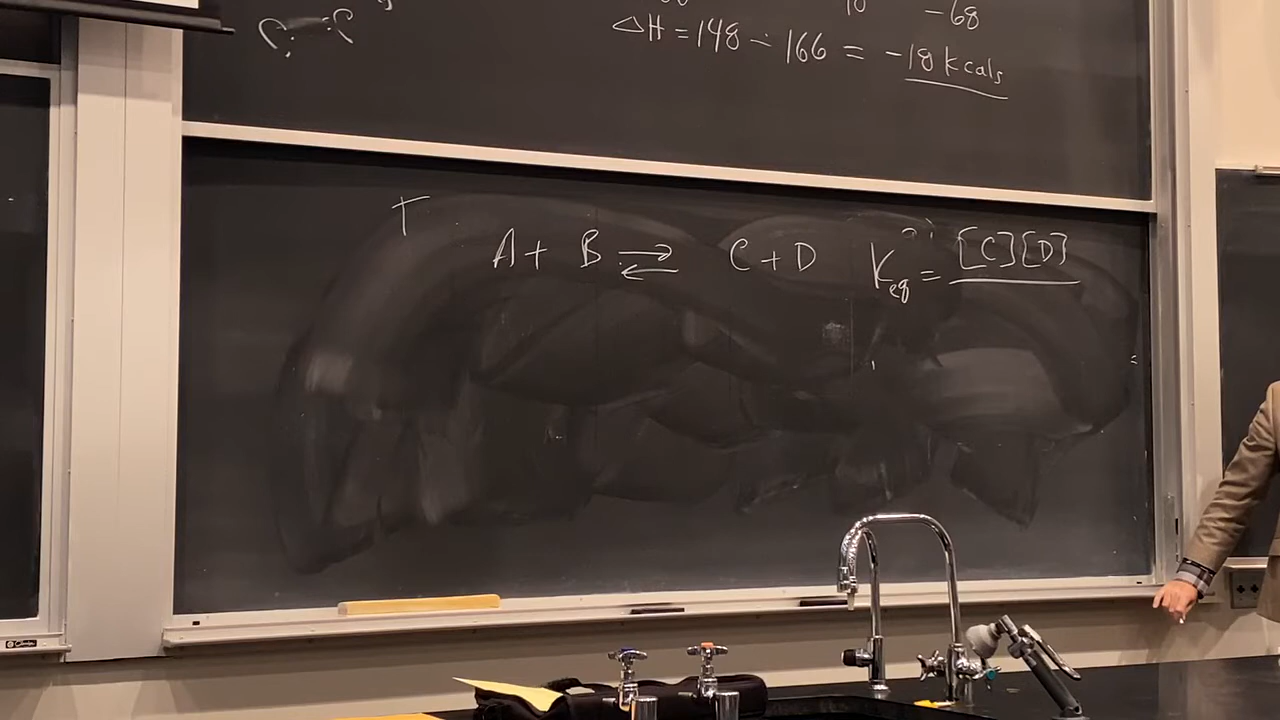 -68
ΔH = 148 - 166 = -18 kcals
T
A + B ⇌ C + D Keq = [C][D]